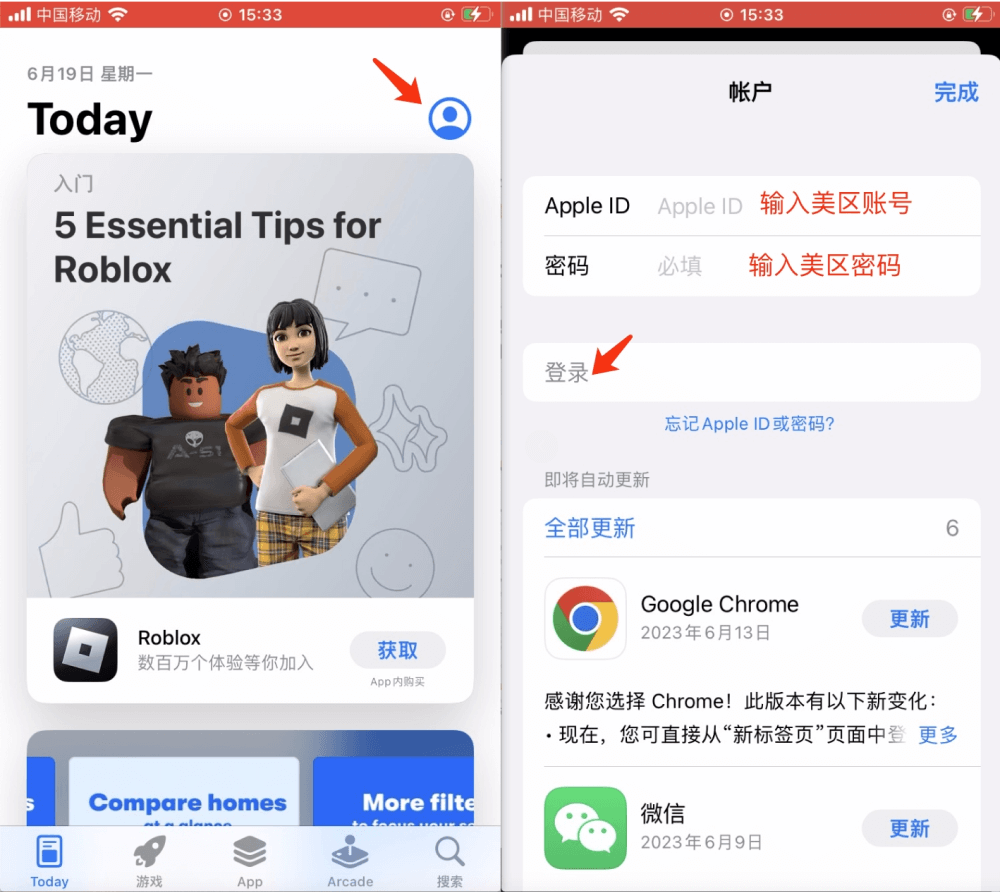 中国移动
15:33
6月19日 星期一
Today
入门
5 Essential Tips for
Roblox
A-51
Roblox
数百万个体验等你加入
获取
App内购买
s
Compare homes
at a glance
More filte
to focus your se
Today
游戏
App
Arcade
搜索
中国移动
15:33
帐户
完成
Apple ID
Apple ID
输入美区账号
密码
必填
输入美区密码
登录
忘记Apple ID或密码?
即将自动更新
全部更新
6
Google Chrome
2023年6月13日
更新
感谢您选择 Chrome！此版本有以下新变化：
• 现在，您可直接从“新标签页”页面中登
更多
微信
2023年6月9日
更新